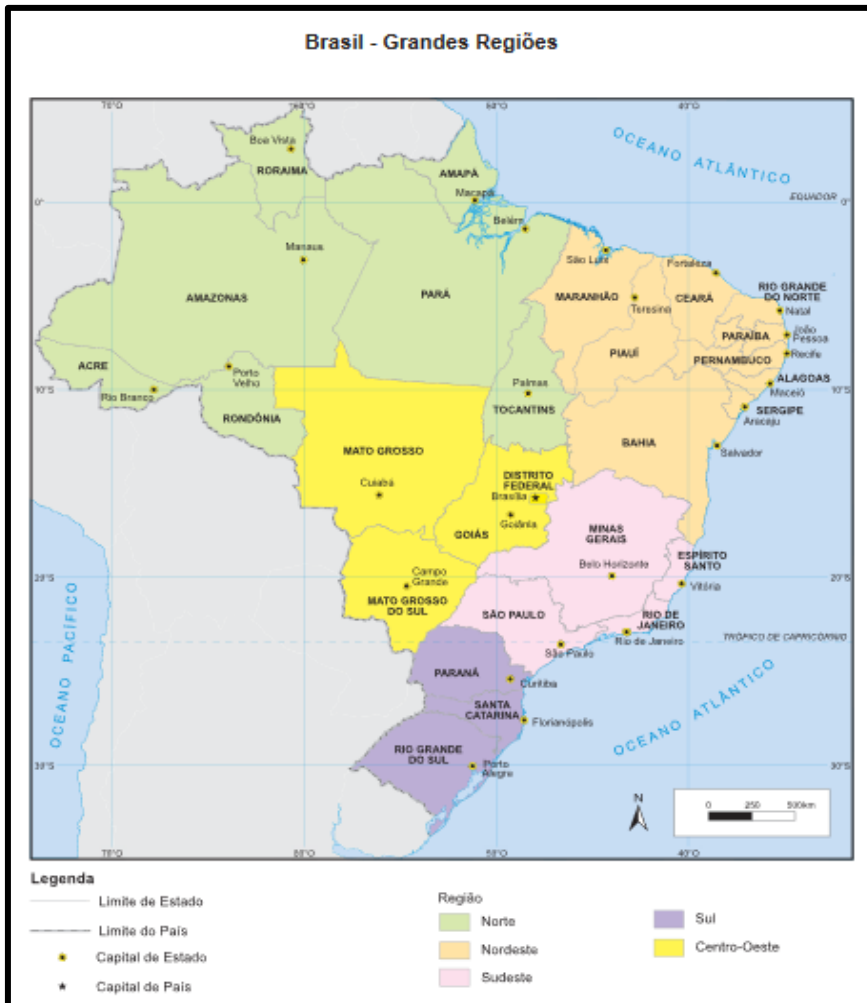 Brasil - Grandes Regiões
70°O
60°O
50°O
40°O
OCEANO ATLÂNTICO
Boa Vista
RORAIMA
AMAPÁ
Macapá
EQUADOR
0°
0°
Belém
Manaus
São Luís
Fortaleza
AMAZONAS
PARÁ
MARANHÃO
Teresina
CEARÁ
RIO GRANDE
DO NORTE
Natal
PARAÍBA
João
Pessoa
PIAUÍ
PERNAMBUCO
Recife
ACRE
Porto
Velho
Rio Branco
Palmas
ALAGOAS
Maceió
10°S
10°S
RONDÔNIA
TOCANTINS
SERGIPE
Aracaju
MATO GROSSO
BAHIA
Salvador
Cuiabá
DISTRITO
FEDERAL
Brasília
GOIÁS
Goiânia
MINAS
GERAIS
Belo Horizonte
ESPÍRITO
SANTO
Vitória
20°S
20°S
Campo
Grande
MATO GROSSO
DO SUL
SÃO PAULO
RIO DE
JANEIRO
Rio de Janeiro
São Paulo
TRÓPICO DE CAPRICÓRNIO
OCEANO PACÍFICO
PARANÁ
Curitiba
SANTA
CATARINA
Florianópolis
OCEANO ATLÂNTICO
RIO GRANDE
DO SUL
Porto
Alegre
30°S
30°S
N
0 250 500km
70°O
60°O
50°O
40°O
Legenda
Limite de Estado
Limite do País
Capital de Estado
Capital de País
Região
Norte
Nordeste
Sudeste
Sul
Centro-Oeste